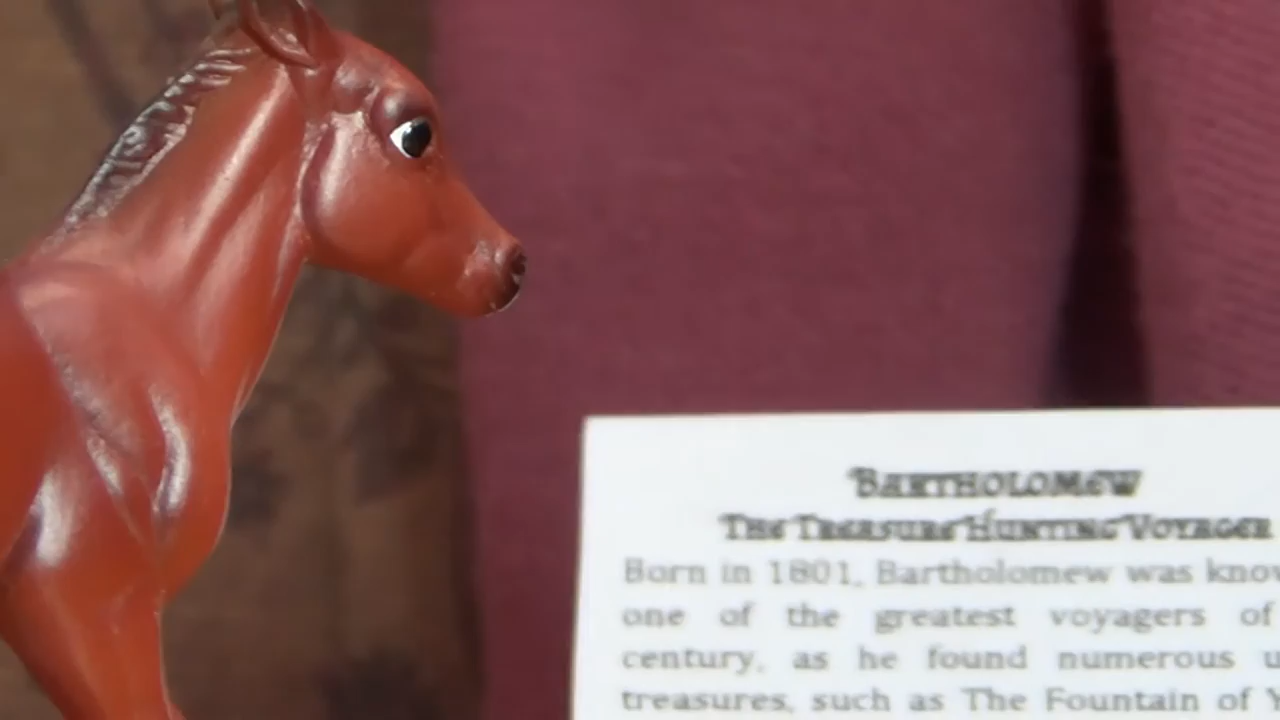 BARTHOLOMEW
THE TREASURE HUNTING VOYAGER
Born in 1801, Bartholomew was know
one of the greatest voyagers of
century, as he found numerous u
treasures, such as The Fountain of Y